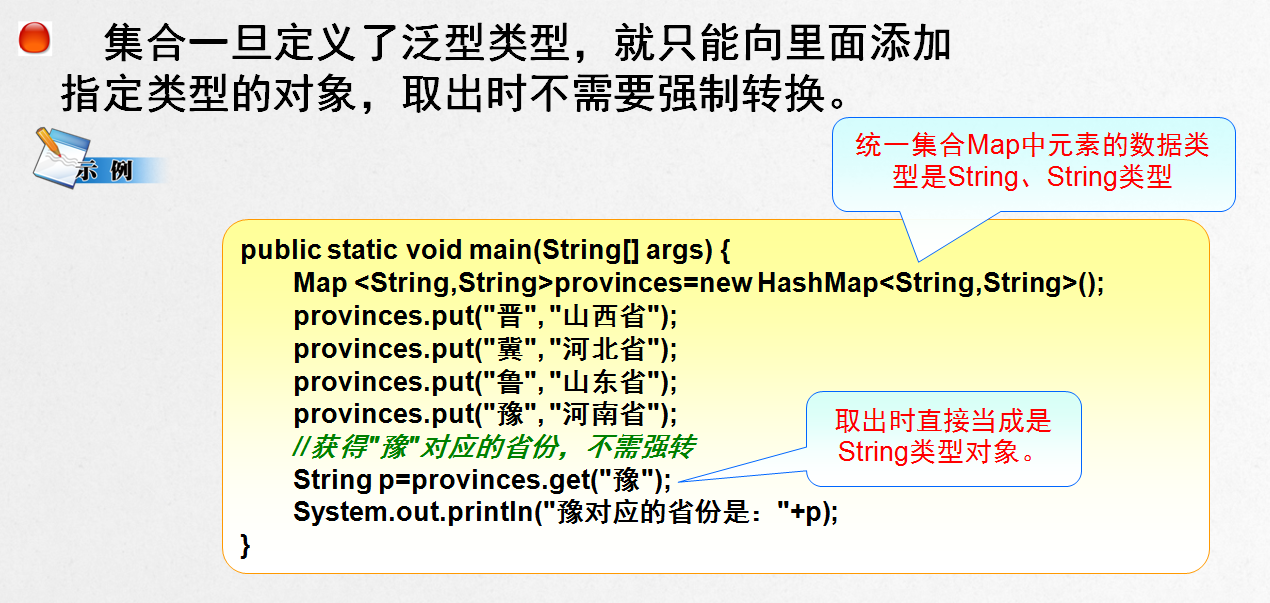 集合一旦定义了泛型类型，就只能向里面添加
指定类型的对象，取出时不需要强制转换。
示 例
统一集合Map中元素的数据类
型是String、String类型
public static void main(String[] args) {
Map <String,String>provinces=new HashMap<String,String>();
provinces.put("晋", "山西省");
provinces.put("冀", "河北省");
provinces.put("鲁", "山东省");
provinces.put("豫", "河南省");
//获得"豫"对应的省份，不需强转
取出时直接当成是
String类型对象。
String p=provinces.get("豫");
System.out.println("豫对应的省份是："+p);
}